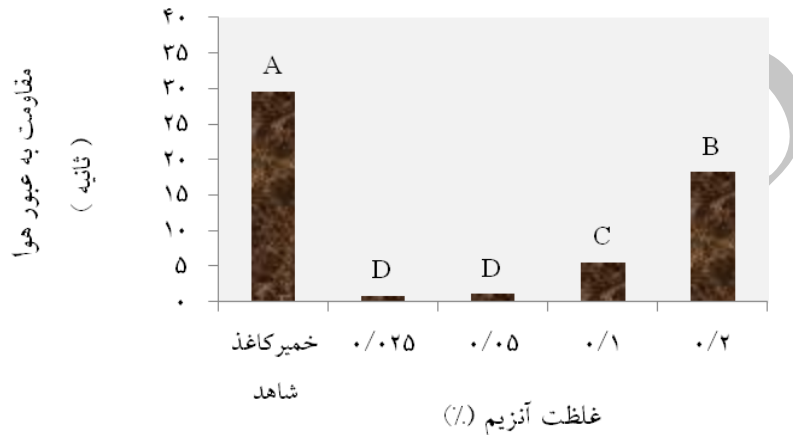 مقاومت به عبور هوا
( ثانیه )
۴۰
۳۵
۳۰
۲۵
۲۰
۱۵
۱۰
۵
۰
A
D
D
C
B
خمیرکاغذ شاهد
۰/۰۲۵
۰/۰۵
۰/۱
۰/۲
غلظت آنزیم (٪)